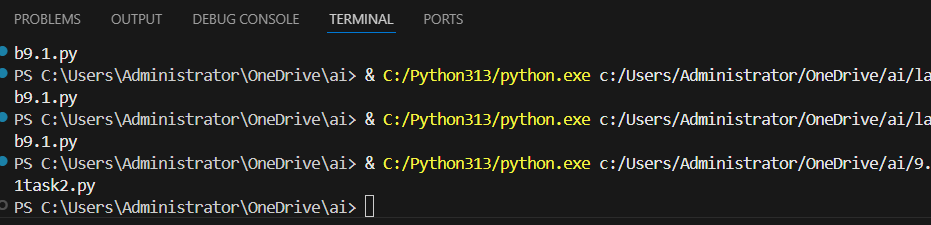 PROBLEMS OUTPUT DEBUG CONSOLE TERMINAL PORTS
b9.1.py
PS C:\Users\Administrator\OneDrive\ai> & C:/Python313/python.exe c:/Users/Administrator/OneDrive/ai/la
b9.1.py
PS C:\Users\Administrator\OneDrive\ai> & C:/Python313/python.exe c:/Users/Administrator/OneDrive/ai/la
b9.1.py
PS C:\Users\Administrator\OneDrive\ai> & C:/Python313/python.exe c:/Users/Administrator/OneDrive/ai/9.
1task2.py
PS C:\Users\Administrator\OneDrive\ai>